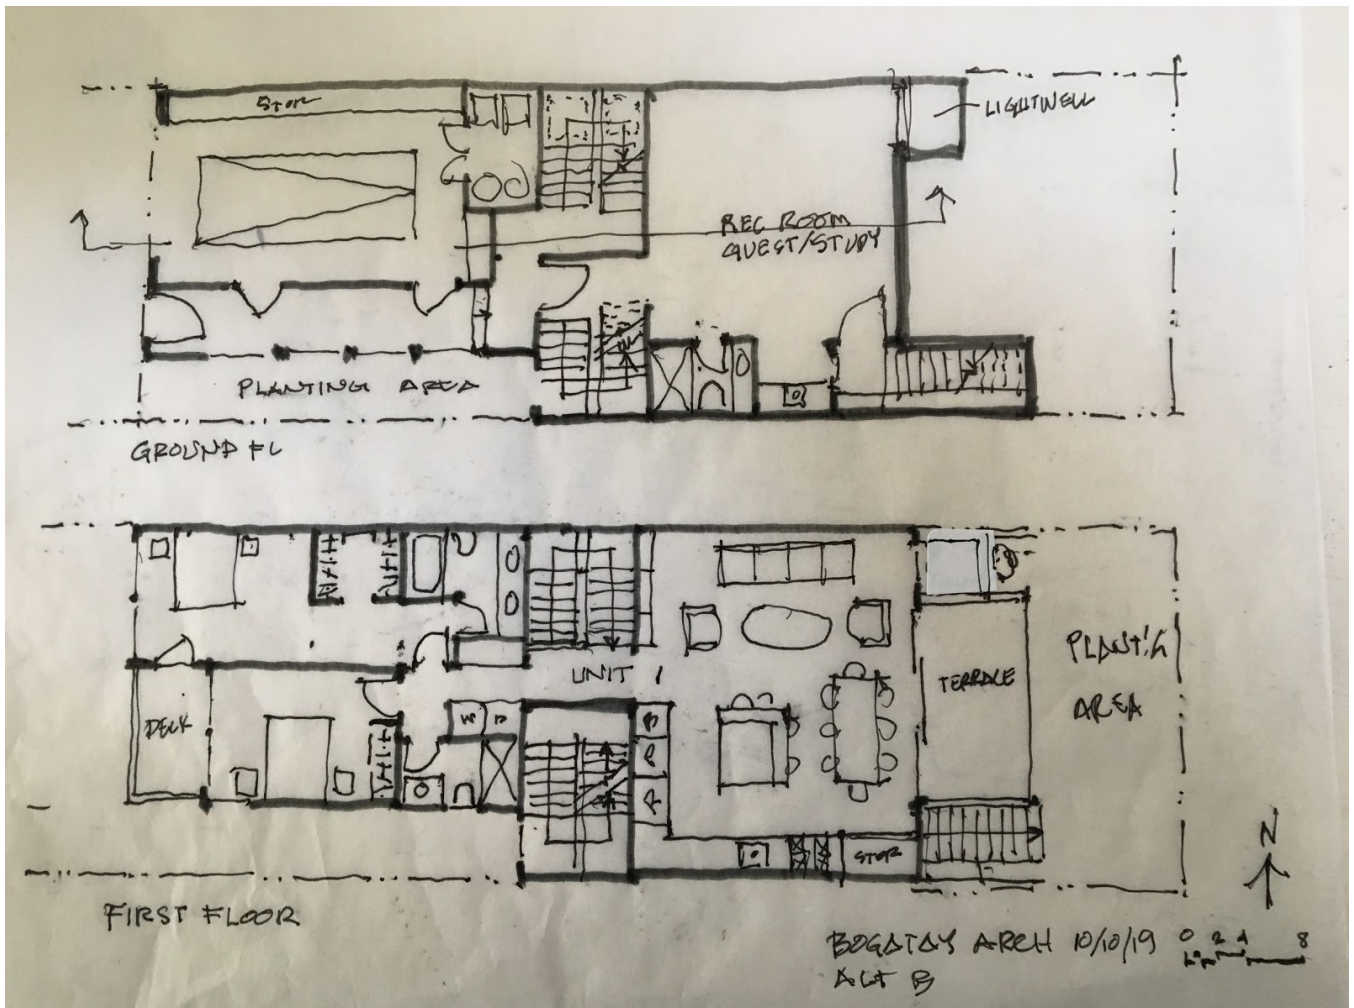 STOR
LIGHTWELL
REC ROOM
GUEST/STUDY
PLANTING AREA
GROUND FL
UNIT 1
DECK
W D
TERRACE
PLANT'G
AREA
STOR
FIRST FLOOR
N
BOGATAY ARCH 10/10/19
ALT B
0 2 4 8